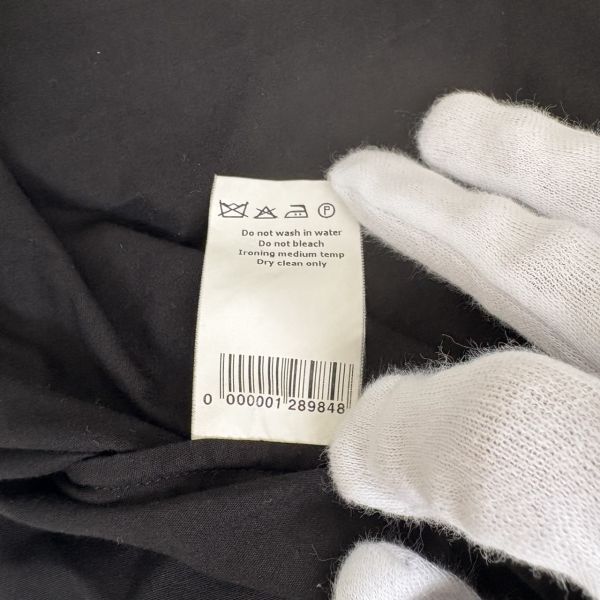 P
Do not wash in water
Do not bleach
Ironing medium temp
Dry clean only
0 000001 289848